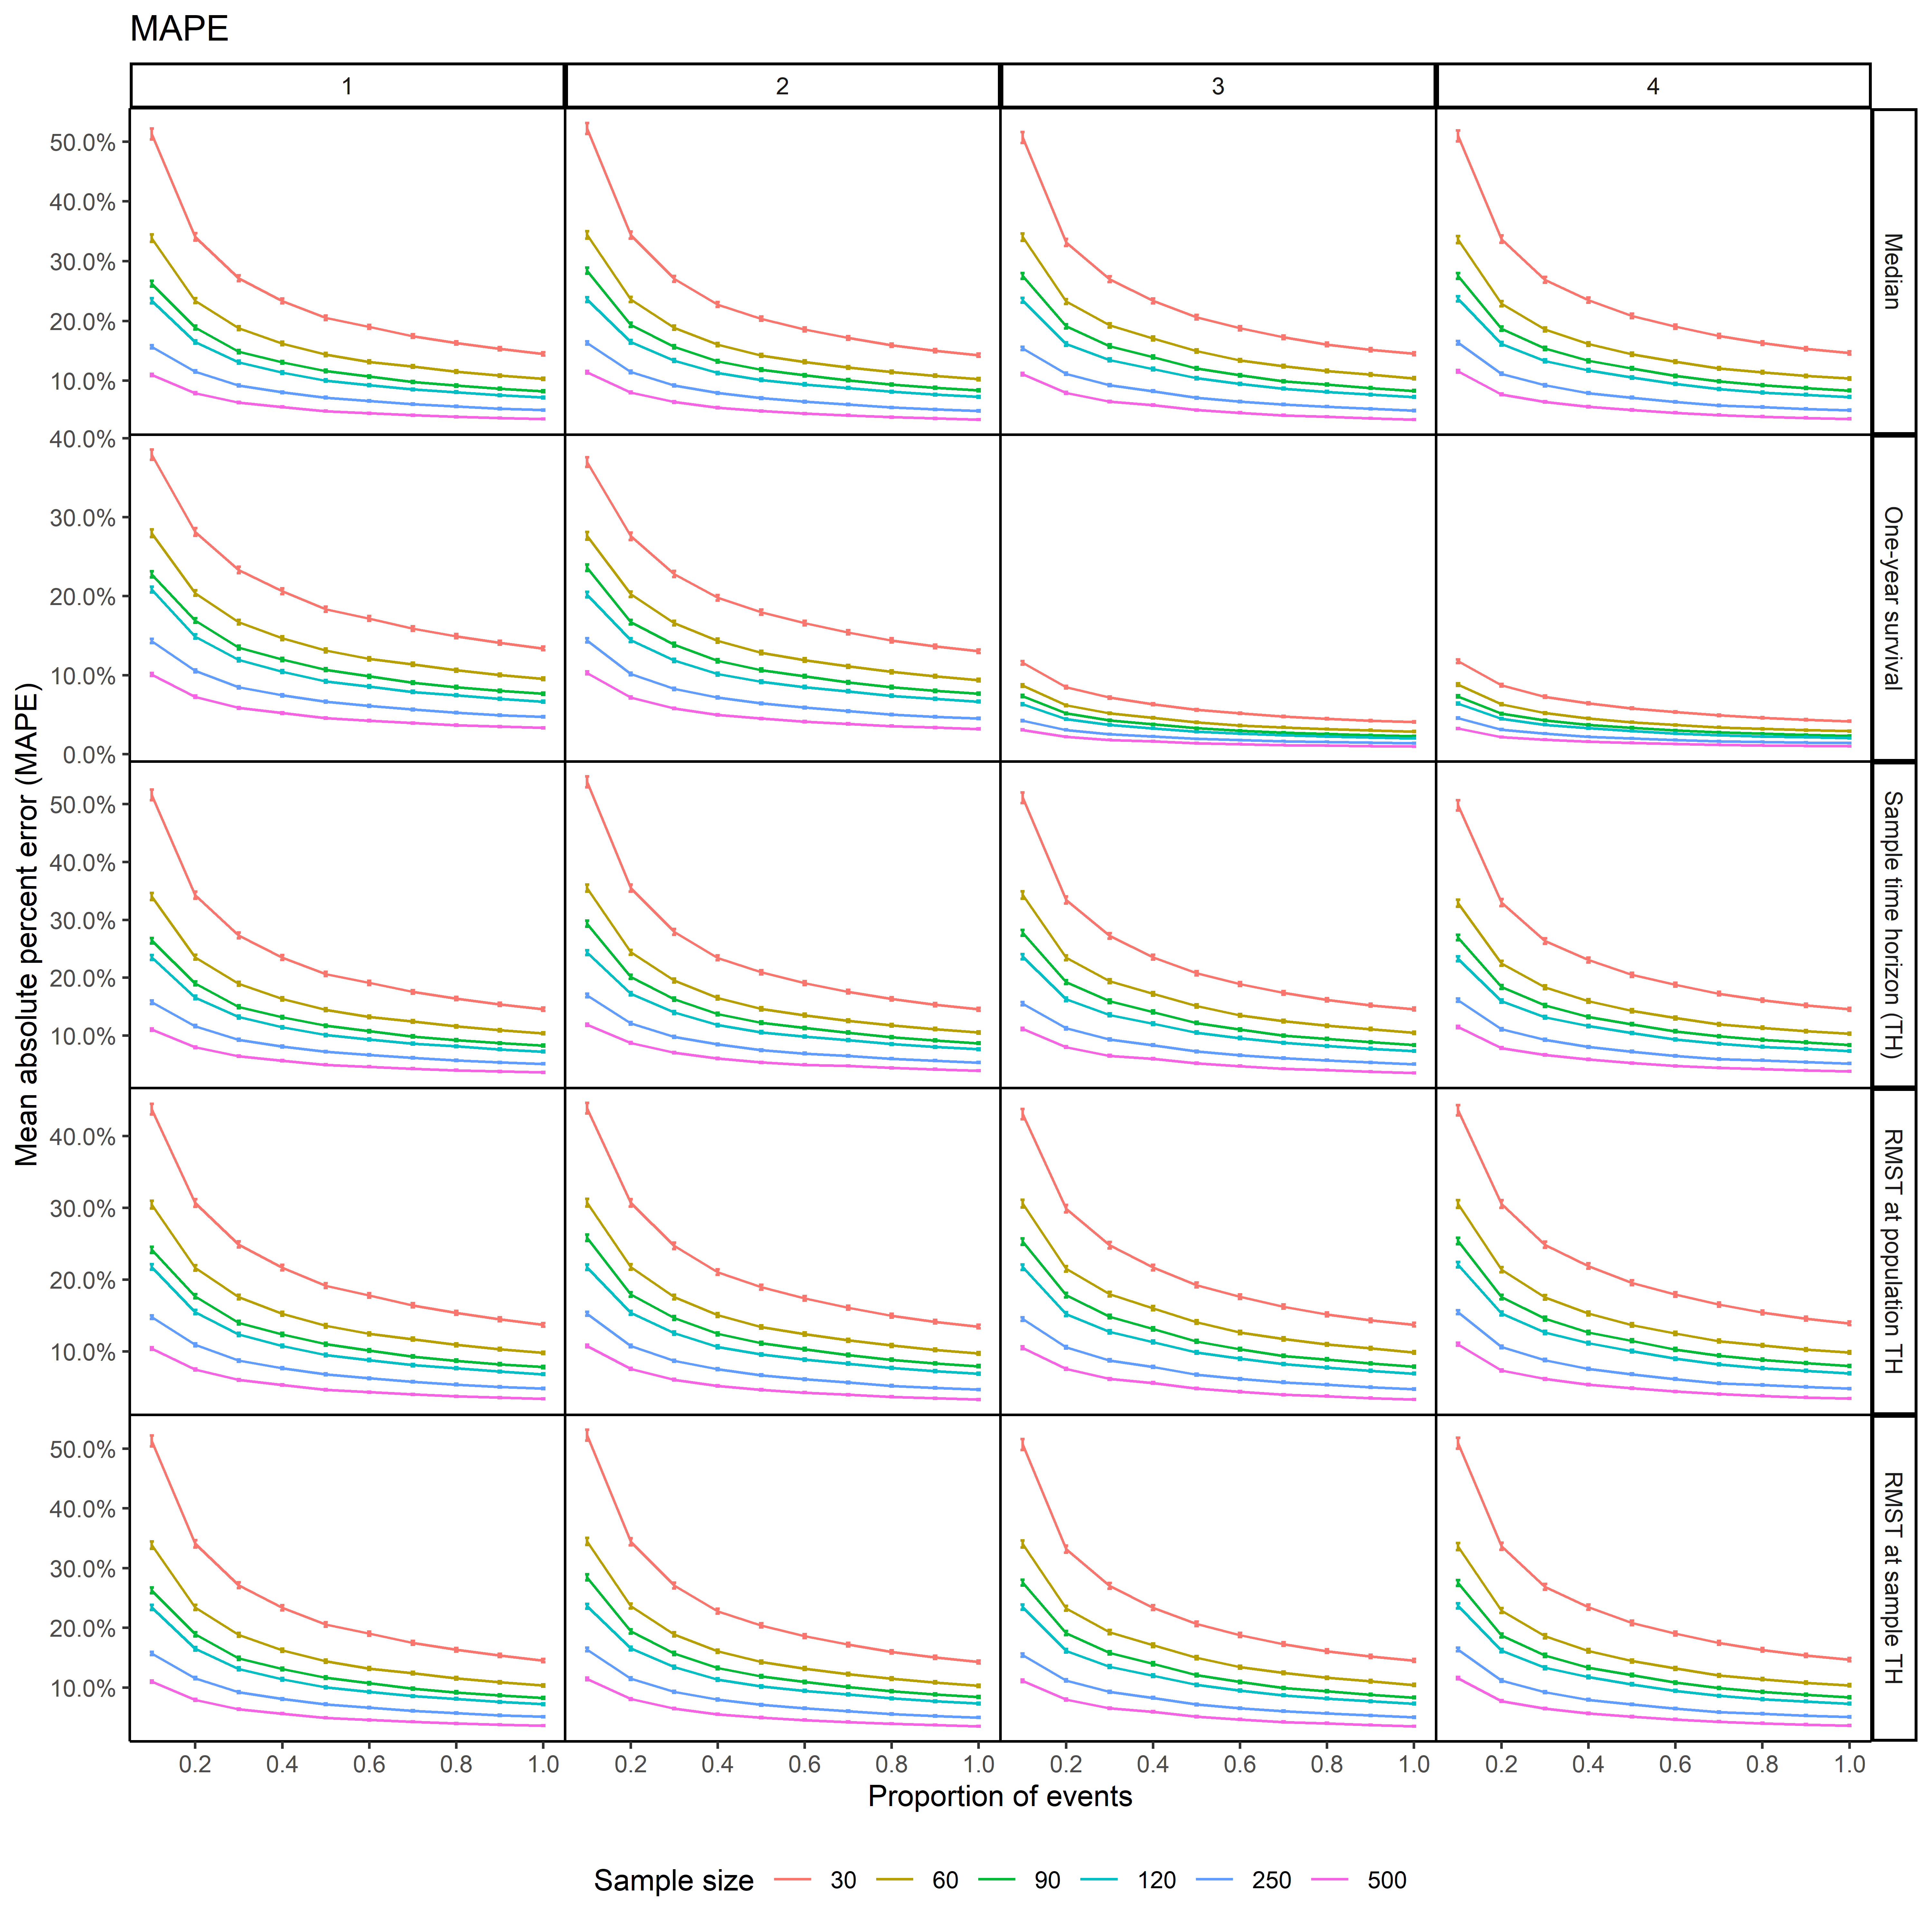 MAPE
1 2 3 4
50.0%
40.0%
30.0%
20.0%
10.0%
Median
40.0%
30.0%
20.0%
10.0%
0.0%
One-year survival
50.0%
40.0%
30.0%
20.0%
10.0%
Sample time horizon (TH)
40.0%
30.0%
20.0%
10.0%
RMST at population TH
50.0%
40.0%
30.0%
20.0%
10.0%
RMST at sample TH
Mean absolute percent error (MAPE)
0.2 0.4 0.6 0.8 1.0 0.2 0.4 0.6 0.8 1.0 0.2 0.4 0.6 0.8 1.0 0.2 0.4 0.6 0.8 1.0
Proportion of events
Sample size 30 60 90 120 250 500